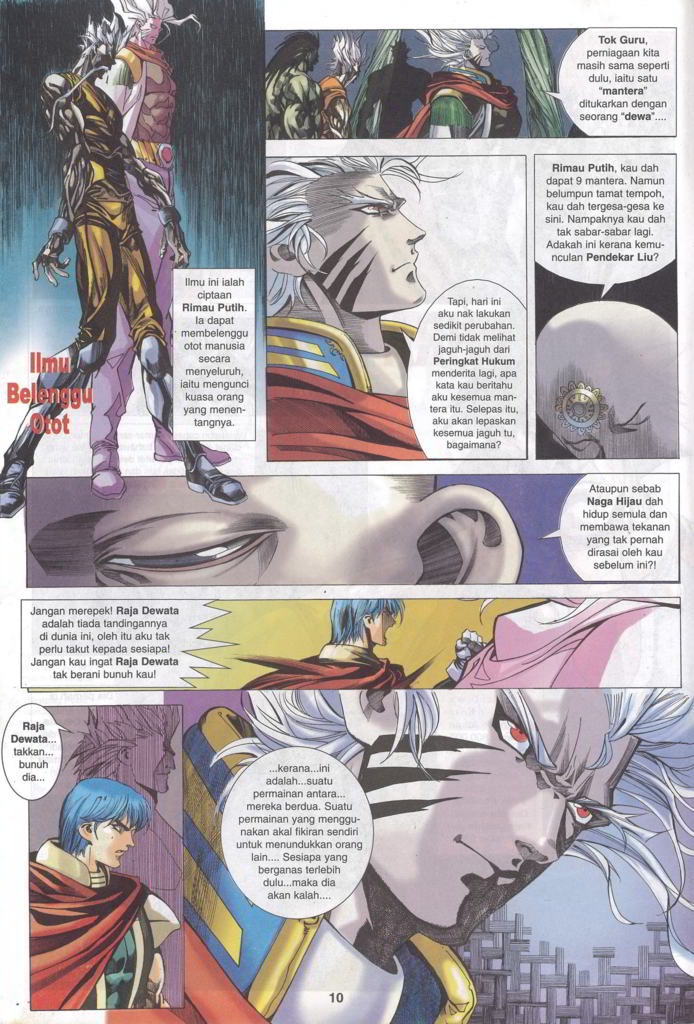 Tok Guru,
perniagaan kita
masih sama seperti
dulu, iaitu satu
"mantera"
ditukarkan dengan
seorang "dewa"....
Ilmu ini ialah
ciptaan
Rimau Putih.
Ia dapat
membelenggu
otot manusia
secara
menyeluruh,
iaitu mengunci
kuasa orang
yang menen-
tangnya.
Ilmu
Belenggu
Otot
Tapi, hari ini
aku nak lakukan
sedikit perubahan.
Demi tidak melihat
jaguh-jaguh dari
Peringkat Hukum
menderita lagi, apa
kata kau beritahu
aku kesemua man-
tera itu. Selepas itu,
aku akan lepaskan
kesemua jaguh tu,
bagaimana?
Rimau Putih, kau dah
dapat 9 mantera. Namun
belumpun tamat tempoh,
kau dah tergesa-gesa ke
sini. Nampaknya kau dah
tak sabar-sabar lagi.
Adakah ini kerana kemu-
nculan Pendekar Liu?
Ataupun sebab
Naga Hijau dah
hidup semula dan
membawa tekanan
yang tak pernah
dirasai oleh kau
sebelum ini?!
Jangan merepek! Raja Dewata
adalah tiada tandingannya
di dunia ini, oleh itu aku tak
perlu takut kepada sesiapa!
Jangan kau ingat Raja Dewata
tak berani bunuh kau!
Raja
Dewata...
takkan...
bunuh
dia...
...kerana...ini
adalah...suatu
permainan antara...
mereka berdua. Suatu
permainan yang menggu-
nakan akal fikiran sendiri
untuk menundukkan orang
lain.... Sesiapa yang
berganas terlebih
dulu...maka dia
akan kalah....
10